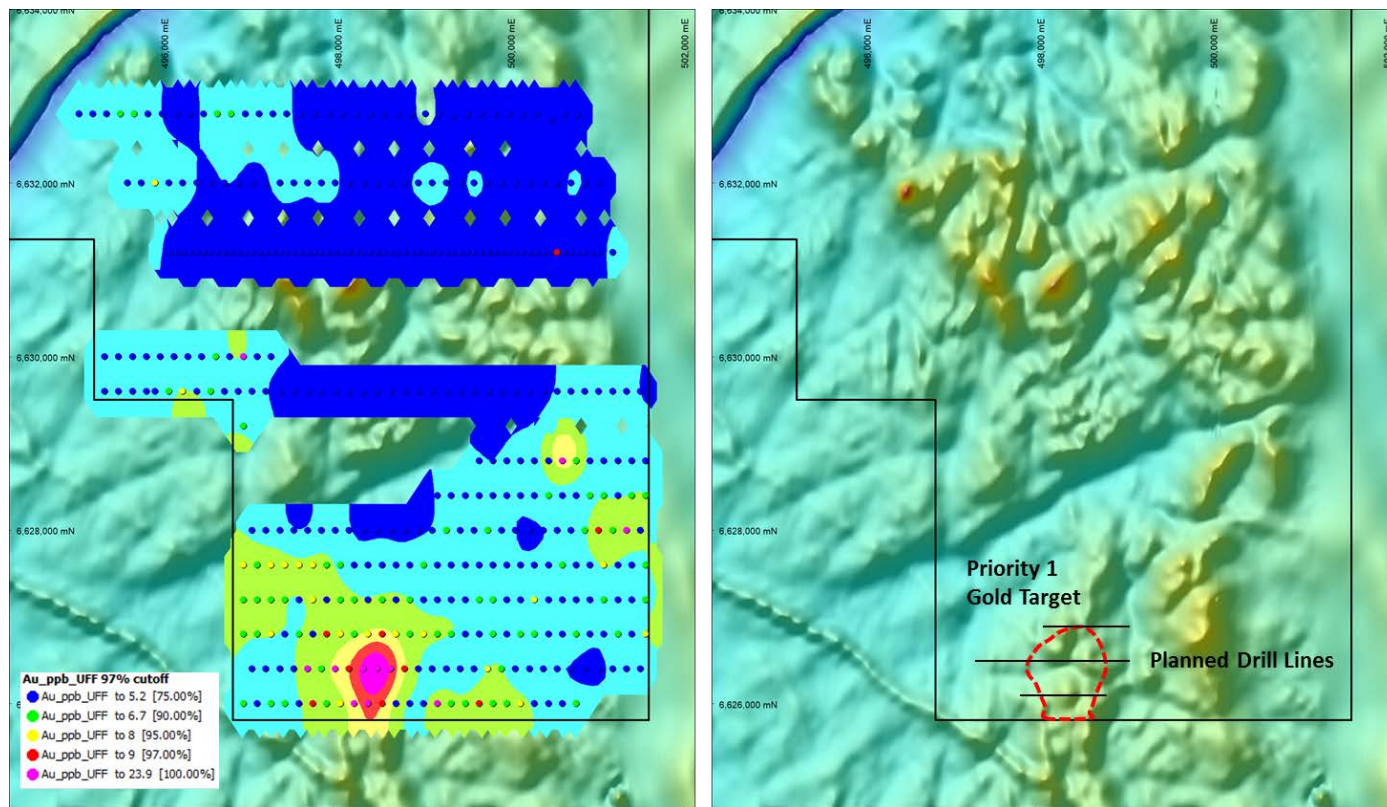 6,634,000 mN
496,000 mE
498,000 mE
500,000 mE
502,000 mE
6,632,000 mN
6,630,000 mN
6,628,000 mN
6,626,000 mN
Au_ppb_UFF 97% cutoff
Au_ppb_UFF to 5.2 [75.00%]
Au_ppb_UFF to 6.7 [90.00%]
Au_ppb_UFF to 8 [95.00%]
Au_ppb_UFF to 9 [97.00%]
Au_ppb_UFF to 23.9 [100.00%]
6,634,000 mN
496,000 mE
498,000 mE
500,000 mE
6,632,000 mN
6,630,000 mN
6,628,000 mN
6,626,000 mN
Priority 1
Gold Target
Planned Drill Lines